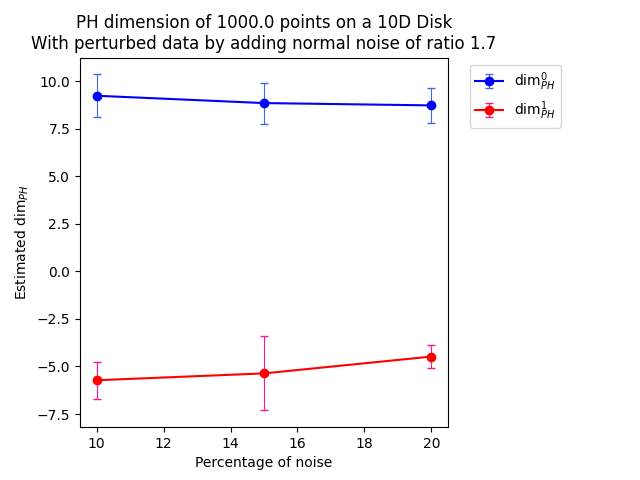 PH dimension of 1000.0 points on a 10D Disk
With perturbed data by adding normal noise of ratio 1.7
10.0
7.5
5.0
2.5
0.0
−2.5
−5.0
−7.5
Estimated dim_PH
10 12 14 16 18 20
Percentage of noise
dim^0_PH
dim^1_PH